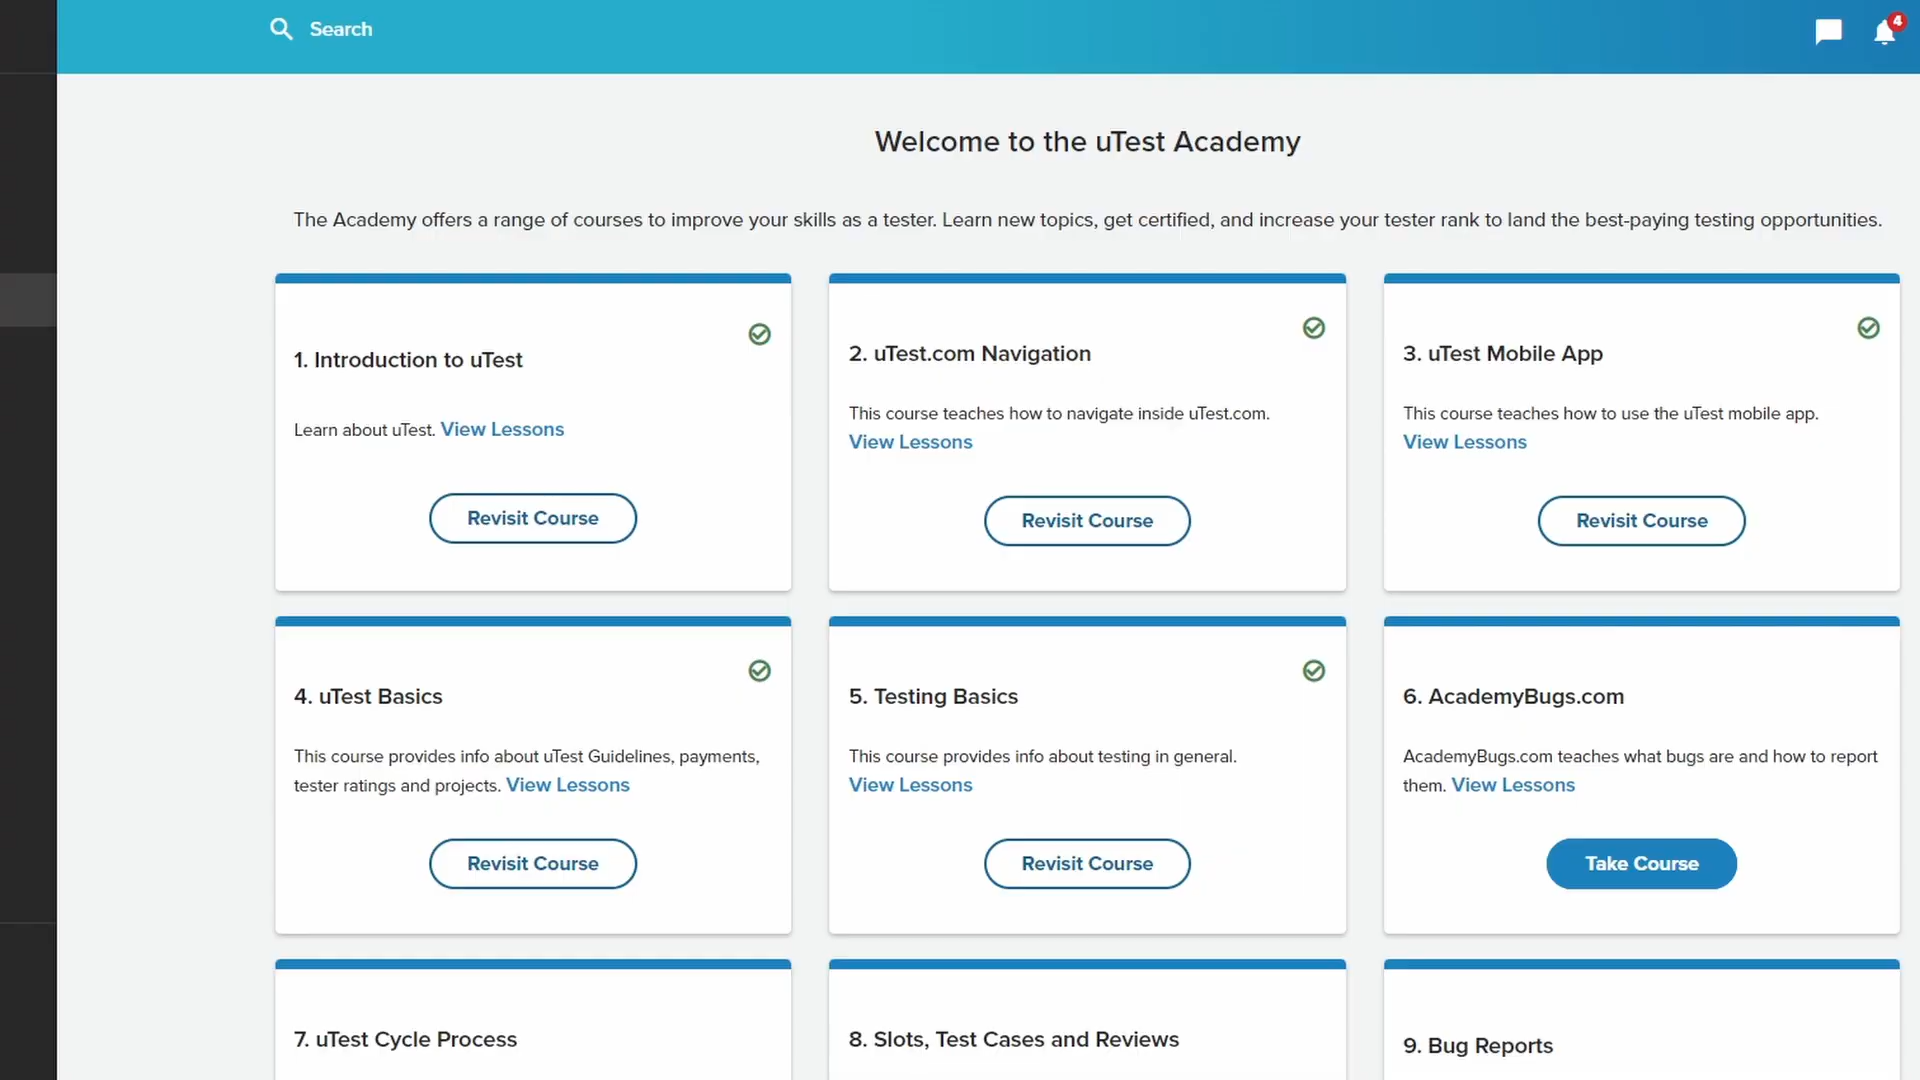 Search
4
Welcome to the uTest Academy
The Academy offers a range of courses to improve your skills as a tester. Learn new topics, get certified, and increase your tester rank to land the best-paying testing opportunities.
1. Introduction to uTest
Learn about uTest. View Lessons
Revisit Course
2. uTest.com Navigation
This course teaches how to navigate inside uTest.com.
View Lessons
Revisit Course
3. uTest Mobile App
This course teaches how to use the uTest mobile app.
View Lessons
Revisit Course
4. uTest Basics
This course provides info about uTest Guidelines, payments,
tester ratings and projects. View Lessons
Revisit Course
5. Testing Basics
This course provides info about testing in general.
View Lessons
Revisit Course
6. AcademyBugs.com
AcademyBugs.com teaches what bugs are and how to report
them. View Lessons
Take Course
7. uTest Cycle Process
8. Slots, Test Cases and Reviews
9. Bug Reports